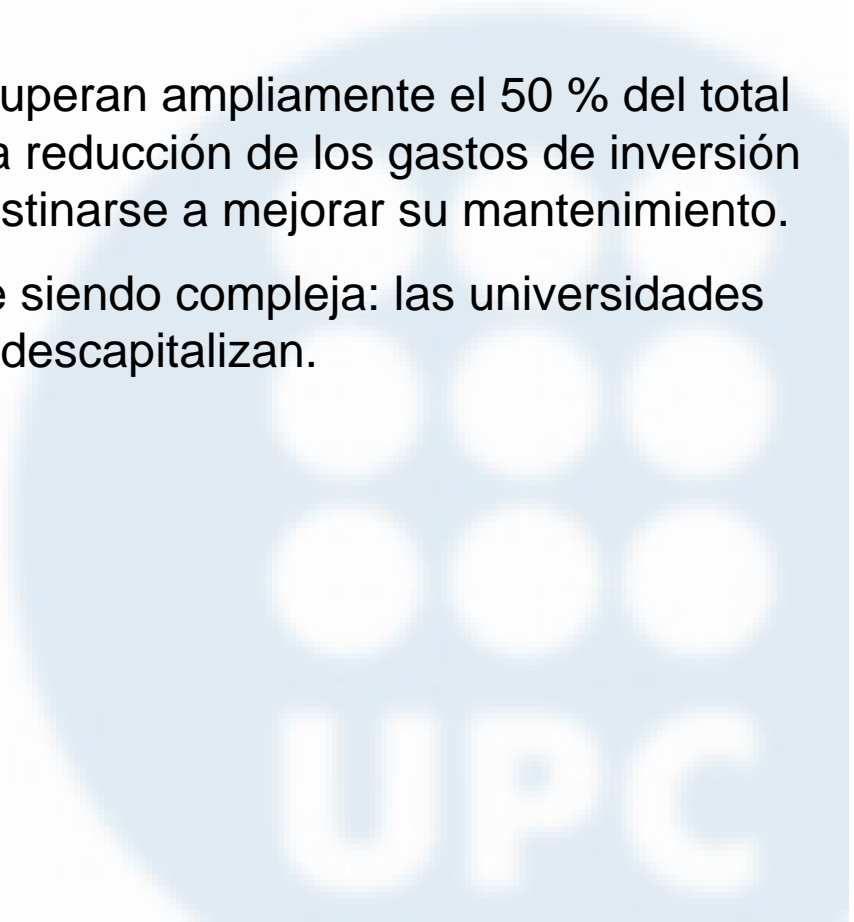 uperan ampliamente el 50 % del total
a reducción de los gastos de inversión
stinarse a mejorar su mantenimiento.
e siendo compleja: las universidades
descapitalizan.
UPC